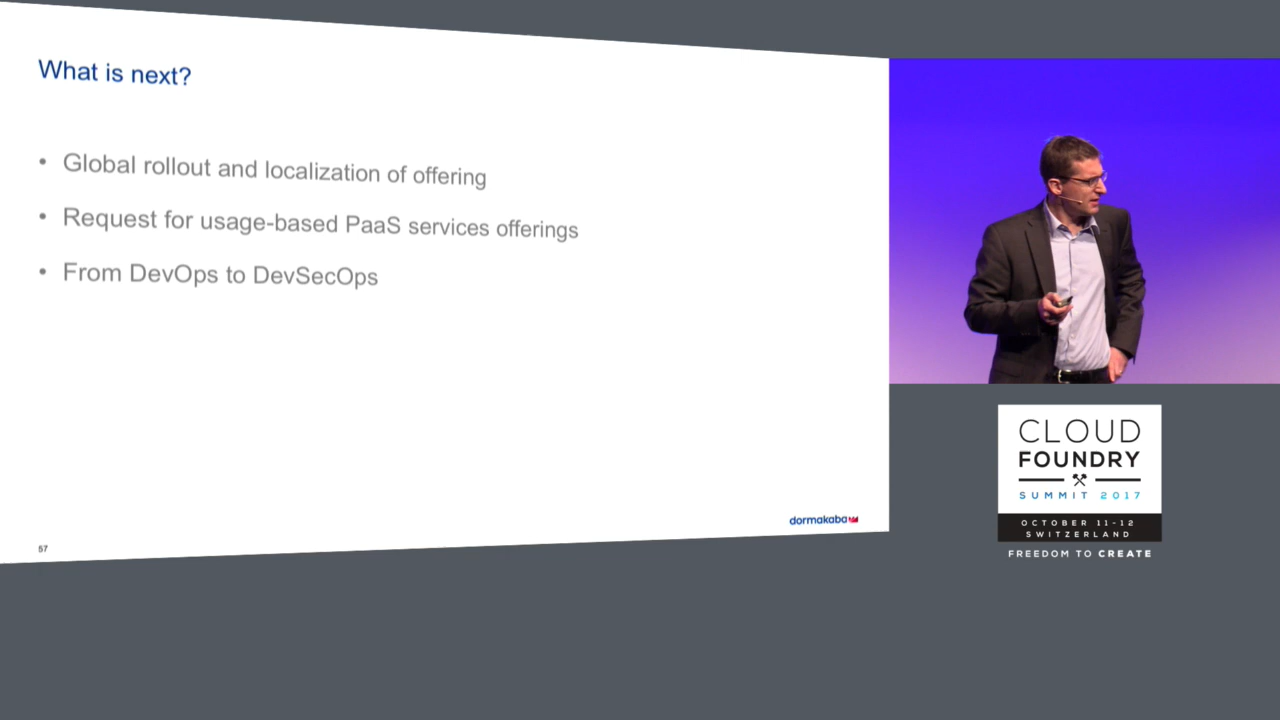 What is next?
• Global rollout and localization of offering
• Request for usage-based PaaS services offerings
• From DevOps to DevSecOps
dormakaba
57
CLOUD
FOUNDRY
SUMMIT 2017
OCTOBER 11-12
SWITZERLAND
FREEDOM TO CREATE